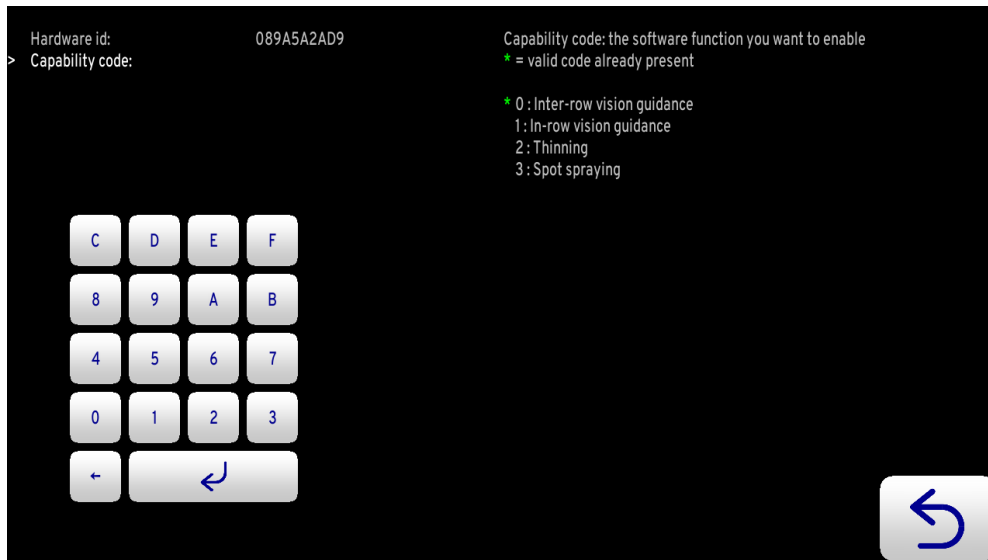 Hardware id: 089A5A2AD9
> Capability code:
Capability code: the software function you want to enable
* = valid code already present
* 0 : Inter-row vision guidance
1 : In-row vision guidance
2 : Thinning
3 : Spot spraying
C D E F
8 9 A B
4 5 6 7
0 1 2 3
←